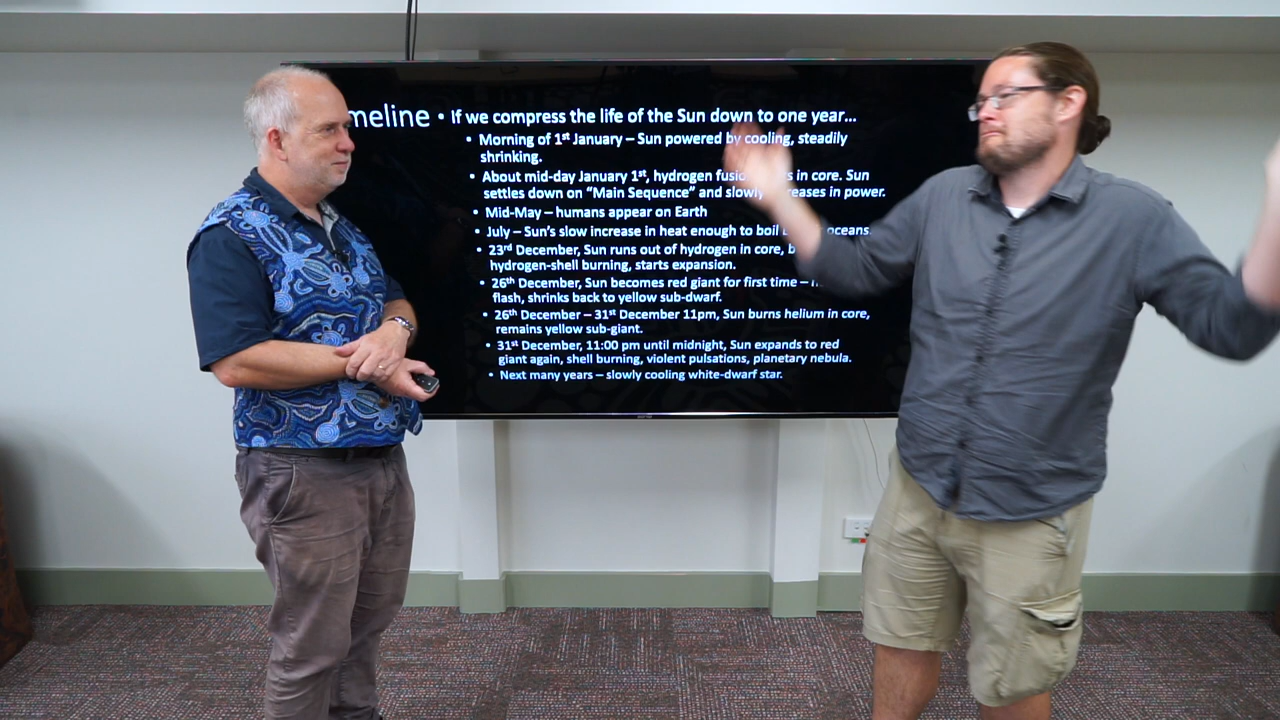 meline • If we compress the life of the Sun down to one year...
• Morning of 1st January – Sun powered by cooling, steadily
shrinking.
• About mid-day January 1st, hydrogen in core. Sun
settles down on “Main Sequence” and slowly in power.
• Mid-May – humans appear on Earth
• July – Sun’s slow increase in heat enough to boil oceans.
• 23rd December, Sun runs out of hydrogen in core,
hydrogen-shell burning, starts expansion.
• 26th December, Sun becomes red giant for first time –
flash, shrinks back to yellow sub-dwarf.
• 26th December – 31st December 11pm, Sun burns helium in core,
remains yellow sub-giant.
• 31st December, 11:00 pm until midnight, Sun expands to red
giant again, shell burning, violent pulsations, planetary nebula.
• Next many years – slowly cooling white-dwarf star.